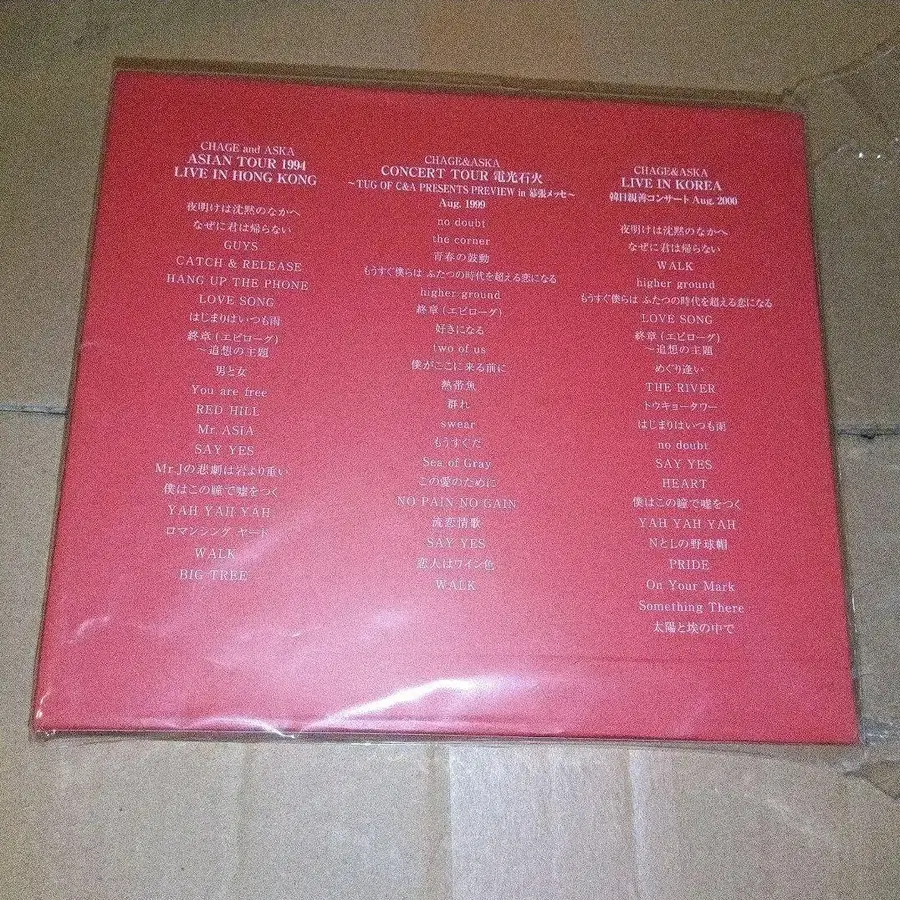 CHAGE and ASKA
ASIAN TOUR 1994
LIVE IN HONG KONG
夜明けは沈黙のなかへ
なぜに君は帰らない
GUYS
CATCH & RELEASE
HANG UP THE PHONE
LOVE SONG
はじまりはいつも雨
終章(エピローグ)
～追想の主題
男と女
You are free
RED HILL
Mr. ASIA
SAY YES
Mr.Jの悲劇は岩より重い
僕はこの瞳で嘘をつく
YAH YAH YAH
ロマンシング ヤード
WALK
BIG TREE
CHAGE&ASKA
CONCERT TOUR 電光石火
～TUG OF C&A PRESENTS PREVIEW in 幕張メッセ～
Aug. 1999
no doubt
the corner
青春の鼓動
もうすぐ僕らは ふたつの時代を超える恋になる
higher ground
終章(エピローグ)
好きになる
two of us
僕がここに来る前に
熱帯魚
群れ
swear
もうすぐだ
Sea of Gray
この愛のために
NO PAIN NO GAIN
流恋情歌
SAY YES
恋人はワイン色
WALK
CHAGE&ASKA
LIVE IN KOREA
韓日親善コンサート Aug. 2000
夜明けは沈黙のなかへ
なぜに君は帰らない
WALK
higher ground
もうすぐ僕らは ふたつの時代を超える恋になる
LOVE SONG
終章(エピローグ)
～追想の主題
めぐり逢い
THE RIVER
トウキョータワー
はじまりはいつも雨
no doubt
SAY YES
HEART
僕はこの瞳で嘘をつく
YAH YAH YAH
NとLの野球帽
PRIDE
On Your Mark
Something There
太陽と埃の中で